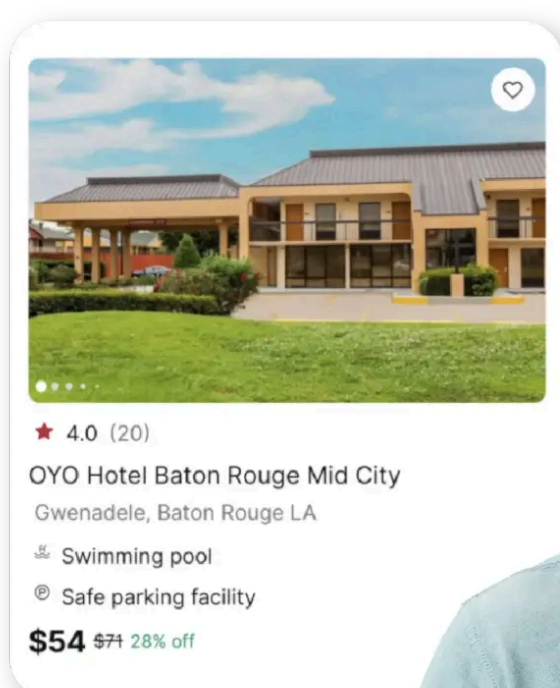 4.0 (20)
OYO Hotel Baton Rouge Mid City
Gwenadele, Baton Rouge LA
Swimming pool
P Safe parking facility
$54 $71 28% off